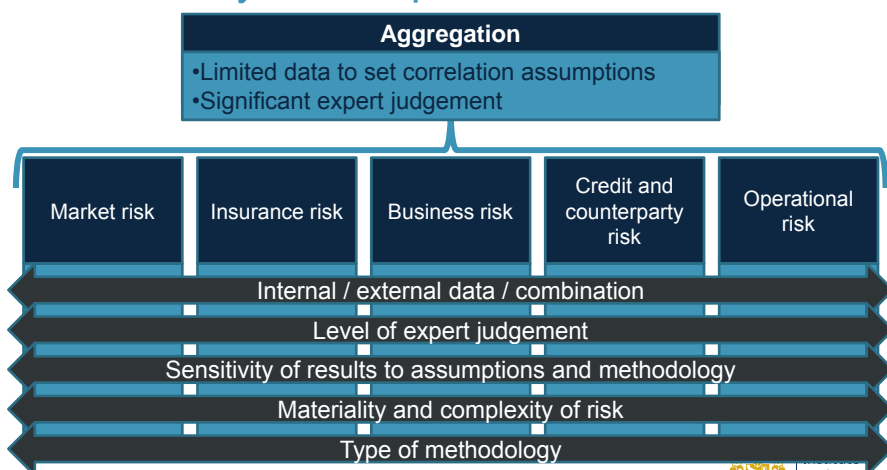 Aggregation
•Limited data to set correlation assumptions
•Significant expert judgement
Market risk
Insurance risk
Business risk
Credit and
counterparty
risk
Operational
risk
Internal / external data / combination
Level of expert judgement
Sensitivity of results to assumptions and methodology
Materiality and complexity of risk
Type of methodology